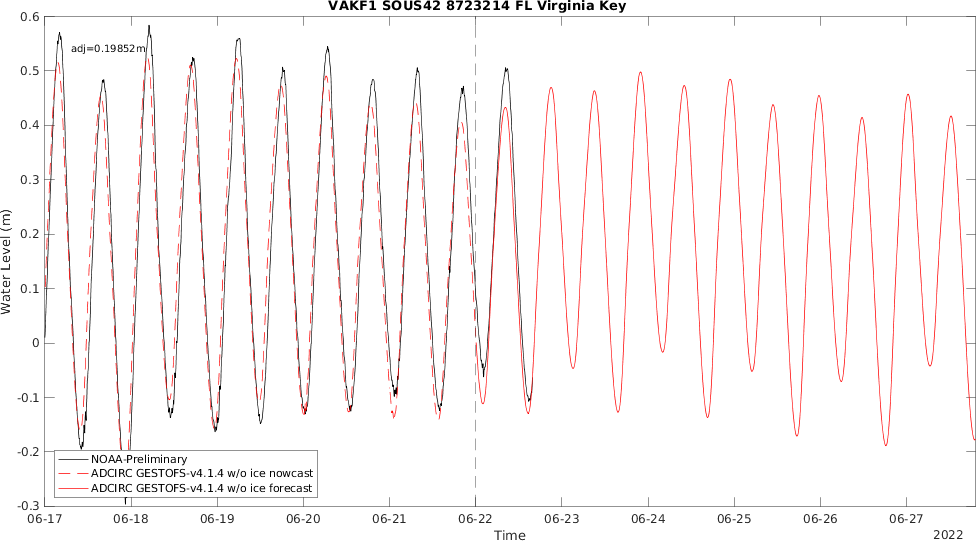 VAKF1 SOUS42 8723214 FL Virginia Key
0.6
adj=0.19852m
0.5
0.4
0.3
0.2
0.1
0
-0.1
-0.2
-0.3
Water Level (m)
NOAA-Preliminary
ADCIRC GESTOFS-v4.1.4 w/o ice nowcast
ADCIRC GESTOFS-v4.1.4 w/o ice forecast
06-17 06-18 06-19 06-20 06-21 06-22 06-23 06-24 06-25 06-26 06-27
Time
2022